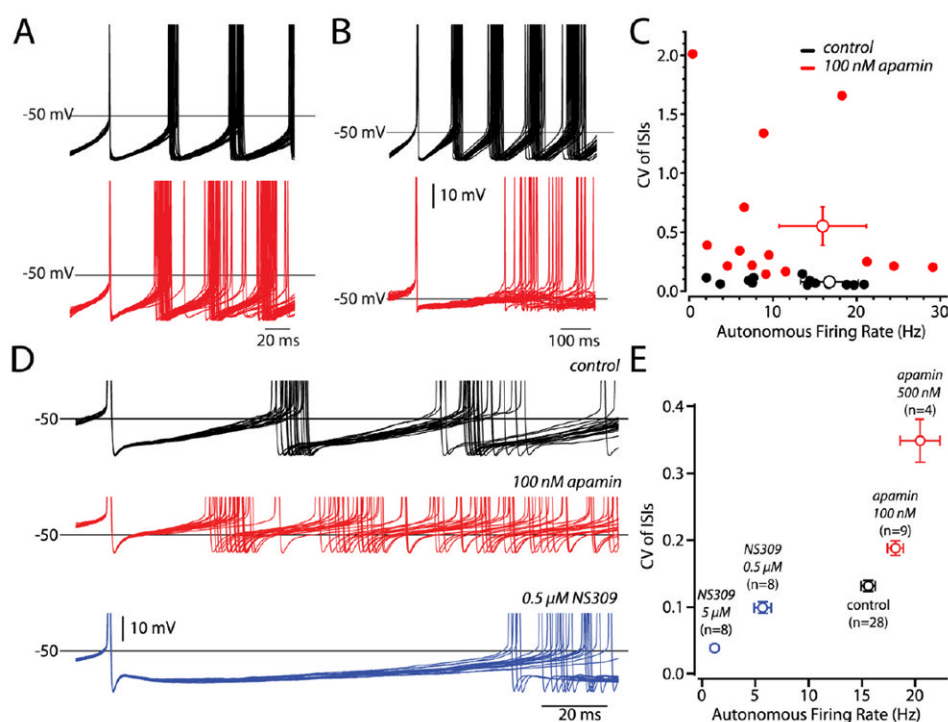 A
-50 mV
-50 mV
20 ms
B
-50 mV
10 mV
-50 mV
100 ms
C
control
100 nM apamin
2.0
1.5
1.0
0.5
0.0
CV of ISIs
0
10
20
30
Autonomous Firing Rate (Hz)
D
control
-50
100 nM apamin
-50
0.5 µM NS309
10 mV
-50
20 ms
E
apamin
500 nM
(n=4)
apamin
100 nM
(n=9)
NS309
0.5 µM
(n=8)
NS309
5 µM
(n=8)
control
(n=28)
0.4
0.3
0.2
0.1
0.0
CV of ISIs
0
5
10
15
20
Autonomous Firing Rate (Hz)